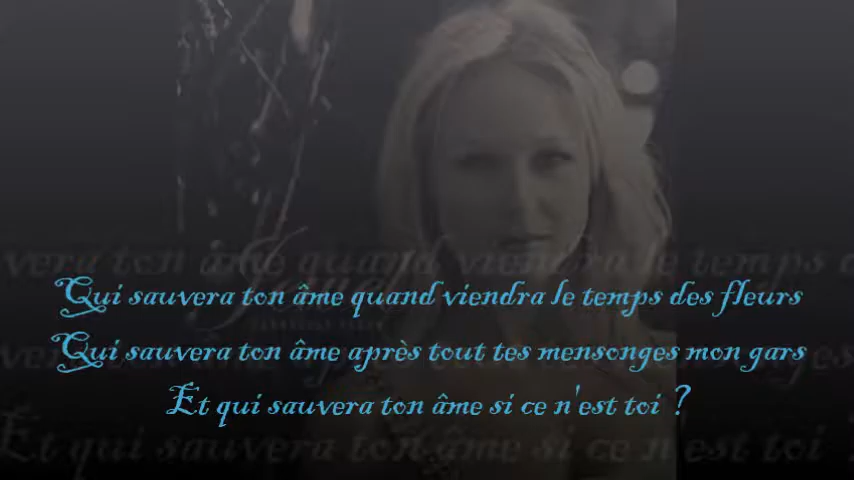 Qui sauvera ton âme quand viendra le temps des fleurs
Qui sauvera ton âme après tout tes mensonges mon gars
Et qui sauvera ton âme si ce n'est toi ?